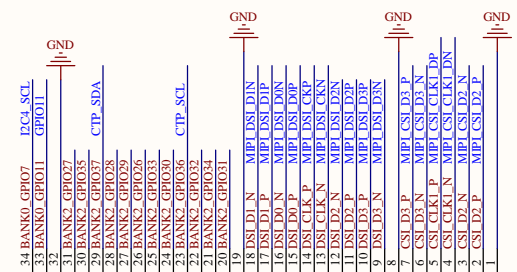 GND
GND
GND
GND
34 BANK0_GPIO7 I2C4_SCL
33 BANK0_GPIO11 GPIO11
32
31 BANK2_GPIO27
30 BANK2_GPIO35
29 BANK2_GPIO37 CTP_SDA
28 BANK2_GPIO28
27 BANK2_GPIO29
26 BANK2_GPIO26
25 BANK2_GPIO33
24 BANK2_GPIO30
23 BANK2_GPIO36 CTP_SCL
22 BANK2_GPIO32
21 BANK2_GPIO34
20 BANK2_GPIO31
19
18 DSI_D1_N MIPI_DSI_D1N
17 DSI_D1_P MIPI_DSI_D1P
16 DSI_D0_N MIPI_DSI_D0N
15 DSI_D0_P MIPI_DSI_D0P
14 DSI_CLK_P MIPI_DSI_CKP
13 DSI_CLK_N MIPI_DSI_CKN
12 DSI_D2_N MIPI_DSI_D2N
11 DSI_D2_P MIPI_DSI_D2P
10 DSI_D3_P MIPI_DSI_D3P
9 DSI_D3_N MIPI_DSI_D3N
8
7 CSI_D3_P MIPI_CSI_D3_P
6 CSI_D3_N MIPI_CSI_D3_N
5 CSI_CLK1_P MIPI_CSI_CLK1_DP
4 CSI_CLK1_N MIPI_CSI_CLK1_DN
3 CSI_D2_N MIPI_CSI_D2_N
2 CSI_D2_P MIPI_CSI_D2_P
1